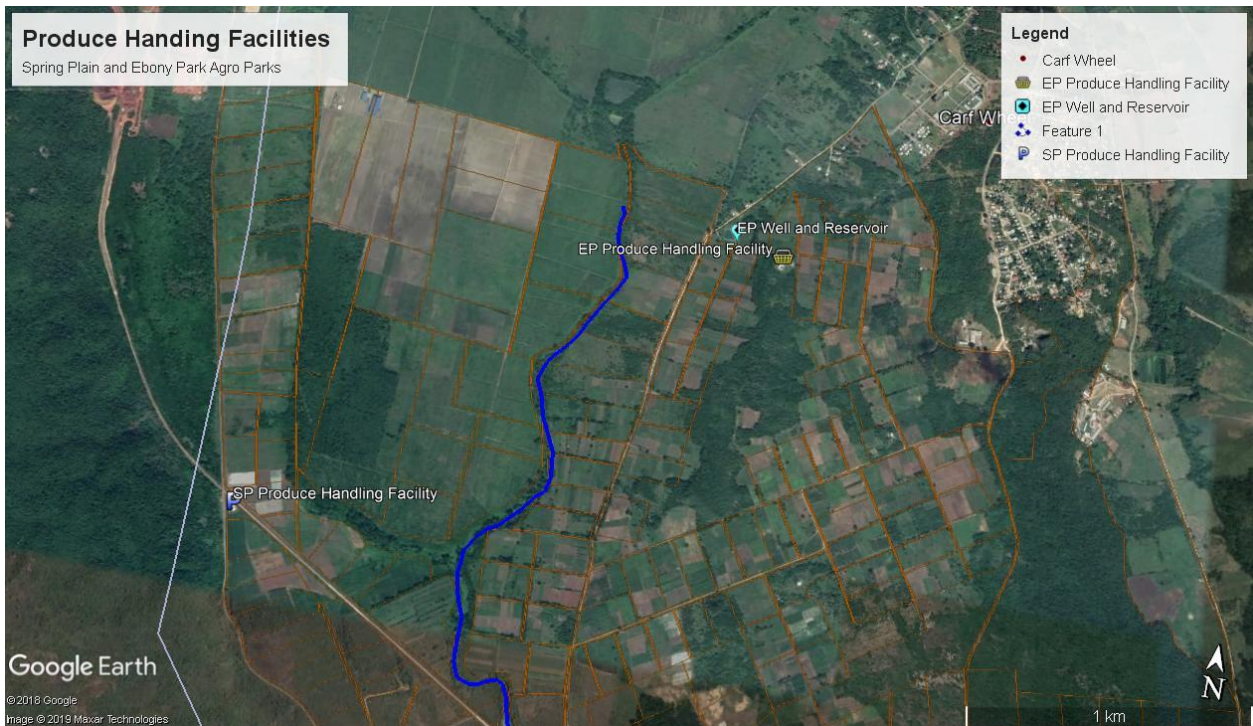 Produce Handing Facilities
Spring Plain and Ebony Park Agro Parks
Legend
Carf Wheel
EP Produce Handling Facility
EP Well and Reservoir
Feature 1
SP Produce Handling Facility
Carf Wheel
EP Well and Reservoir
EP Produce Handling Facility
SP Produce Handling Facility
Google Earth
©2018 Google
Image © 2019 Maxar Technologies
N
1 km